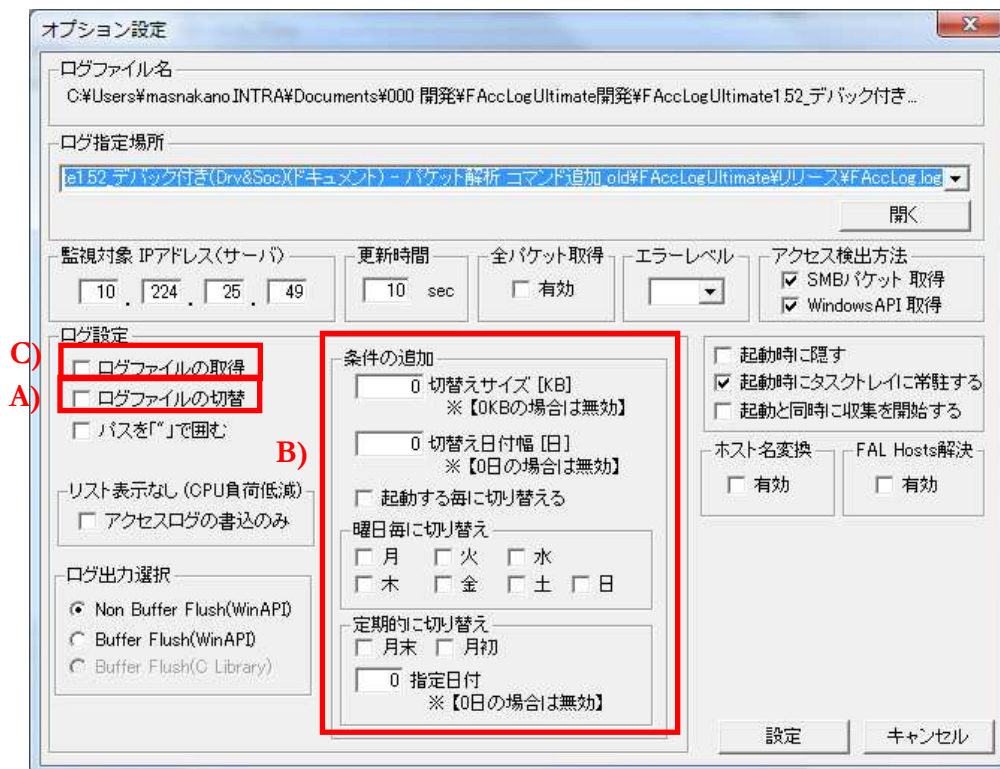 オプション設定
ログファイル名
C:¥Users¥masnakano.INTRA¥Documents¥000 開発¥FAccLogUltimate開発¥FAccLogUltimate1.52_デバック付き...
ログ指定場所
te1.52_デバック付き(Drv&Soc)(ドキュメント) - パケット解析 コマンド追加_old¥FAccLogUltimate¥リリース¥FAccLog.log
開く
監視対象 IPアドレス(サーバ)
10 . 224 . 25 . 49
更新時間
10 sec
全パケット取得
有効
エラーレベル
アクセス検出方法
SMBパケット 取得
WindowsAPI 取得
ログ設定
C) ログファイルの取得
A) ログファイルの切替
パスを「"」で囲む
リスト表示なし (CPU負荷低減)
アクセスログの書込のみ
ログ出力選択
Non Buffer Flush(WinAPI)
Buffer Flush(WinAPI)
Buffer Flush(C Library)
B)
条件の追加
0 切替えサイズ [KB]
※【0KBの場合は無効】
0 切替え日付幅 [日]
※【0日の場合は無効】
起動する毎に切り替える
曜日毎に切り替え
月 火 水
木 金 土 日
定期的に切り替え
月末 月初
0 指定日付
※【0日の場合は無効】
起動時に隠す
起動時にタスクトレイに常駐する
起動と同時に収集を開始する
ホスト名変換
有効
FAL Hosts解決
有効
設定
キャンセル